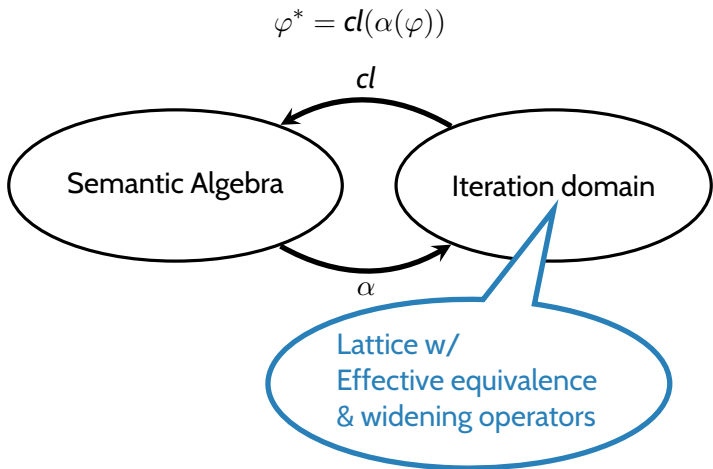 φ* = cl(α(φ))
cl
Semantic Algebra
Iteration domain
α
Lattice w/
Effective equivalence
& widening operators